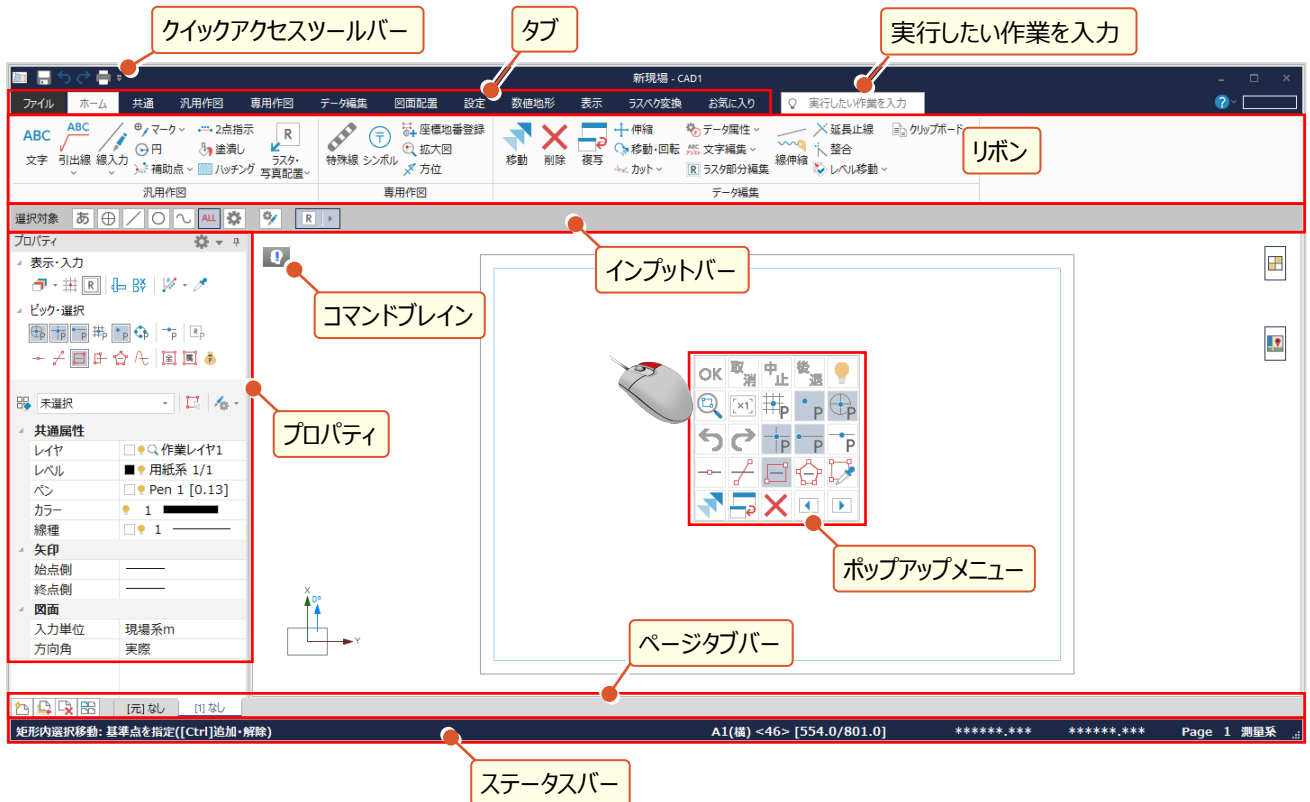 クイックアクセスツールバー
タブ
実行したい作業を入力
新現場 - CAD1
ファイル ホーム 共通 汎用作図 専用作図 データ編集 図面配置 設定 数値地形 表示 ラスベク変換 お気に入り 実行したい作業を入力
ABC 文字
ABC 引出線
線入力
マーク
円
補助点
2点指示
塗潰し
ハッチング
R ラスタ・写真配置
汎用作図
特殊線
シンボル
座標地番登録
拡大図
方位
専用作図
移動
削除
複写
伸縮
移動・回転
カット
データ属性
文字編集
ラスタ部分編集
線伸縮
延長止線
整合
レベル移動
クリップボード
データ編集
リボン
選択対象 あ ALL R
インプットバー
プロパティ
表示・入力
R DX DY
ピック・選択
P P P P P P P R P
全 P
コマンドブレイン
未選択
プロパティ
共通属性
レイヤ 作業レイヤ1
レベル 用紙系 1/1
ペン Pen 1 [0.13]
カラー 1
線種 1
矢印
始点側
終点側
図面
入力単位 現場系m
方向角 実際
OK 取消 中止 後退
[×1] P P P
P P P
ポップアップメニュー
X
0°
Y
ページタブバー
[元] なし [1] なし
矩形内選択移動: 基準点を指定([Ctrl]追加・解除) A1(横) <46> [554.0/801.0] ******.*** ******.*** Page 1 測量系
ステータスバー